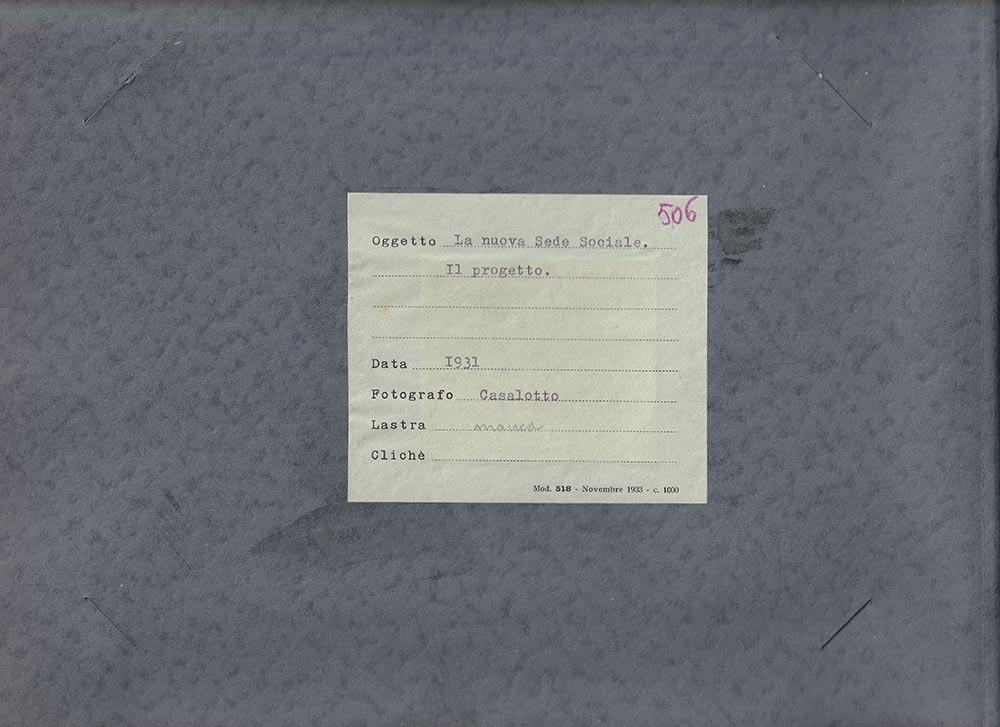 506
Oggetto La nuova Sede Sociale.
Il progetto.
Data I931
Fotografo Casalotto
Lastra manca
Clichè
Mod. 518 - Novembre 1933 - c. 1000